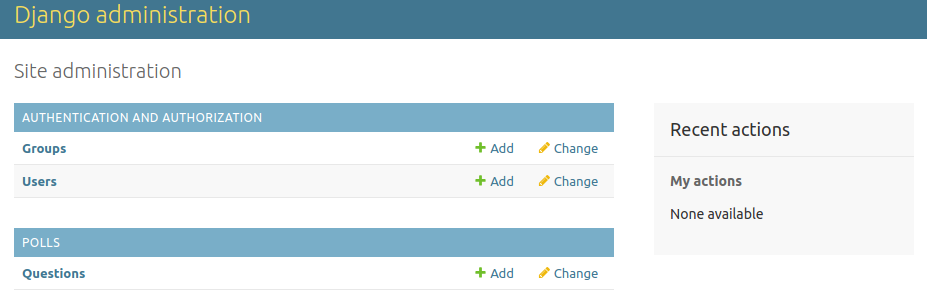 Django administration
Site administration
AUTHENTICATION AND AUTHORIZATION
Groups Add Change
Users Add Change
POLLS
Questions Add Change
Recent actions
My actions
None available